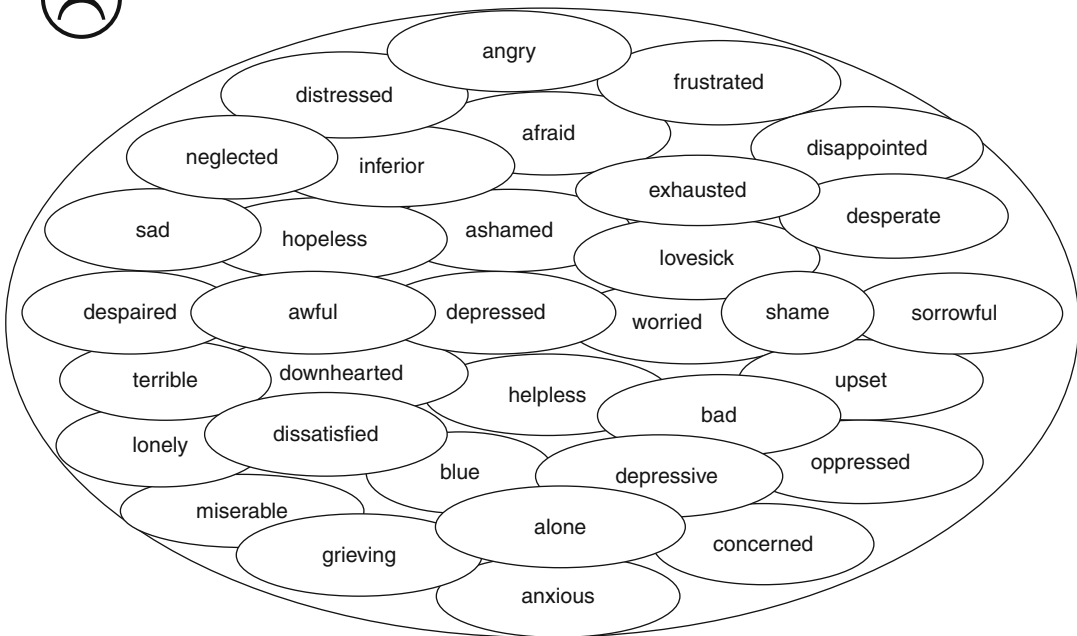 angry
frustrated
distressed
afraid
disappointed
neglected
inferior
exhausted
desperate
sad
hopeless
ashamed
lovesick
despaired
awful
depressed
worried
shame
sorrowful
terrible
downhearted
helpless
upset
bad
lonely
dissatisfied
blue
depressive
oppressed
miserable
alone
concerned
grieving
anxious